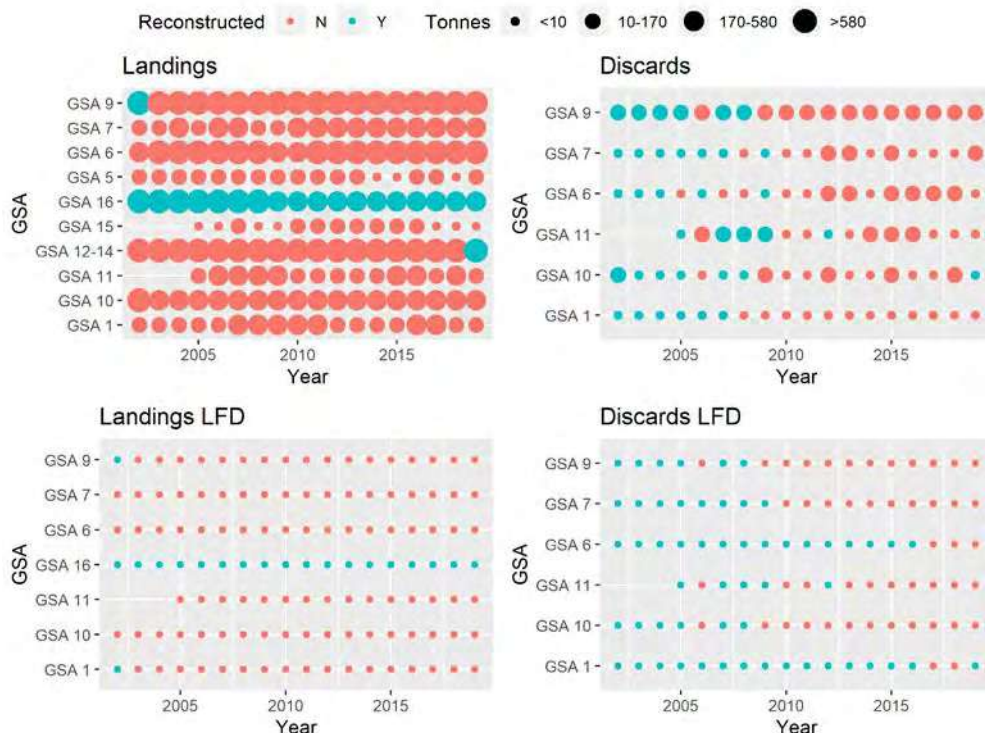 Reconstructed N Y Tonnes <10 10-170 170-580 >580
Landings
GSA
GSA 9
GSA 7
GSA 6
GSA 5
GSA 16
GSA 15
GSA 12-14
GSA 11
GSA 10
GSA 1
2005 2010 2015
Year
Discards
GSA
GSA 9
GSA 7
GSA 6
GSA 11
GSA 10
GSA 1
2005 2010 2015
Year
Landings LFD
GSA
GSA 9
GSA 7
GSA 6
GSA 16
GSA 11
GSA 10
GSA 1
2005 2010 2015
Year
Discards LFD
GSA
GSA 9
GSA 7
GSA 6
GSA 11
GSA 10
GSA 1
2005 2010 2015
Year